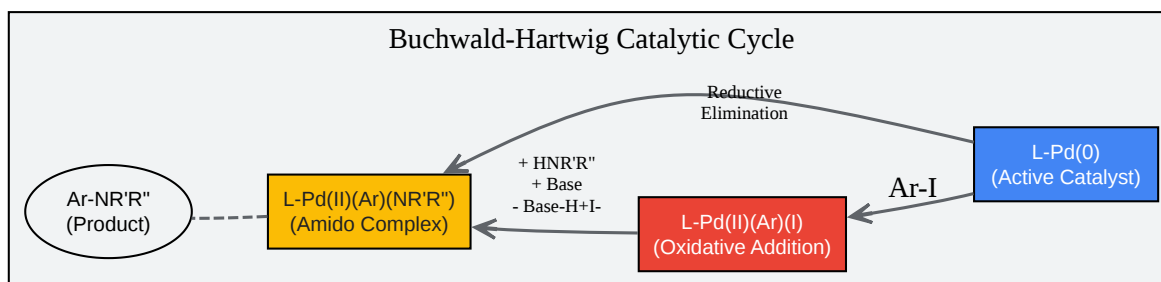 Buchwald-Hartwig Catalytic Cycle
Reductive
Elimination
L-Pd(0)
(Active Catalyst)
Ar-I
+ HNR'R"
+ Base
- Base-H+I-
L-Pd(II)(Ar)(I)
(Oxidative Addition)
L-Pd(II)(Ar)(NR'R")
(Amido Complex)
Ar-NR'R"
(Product)